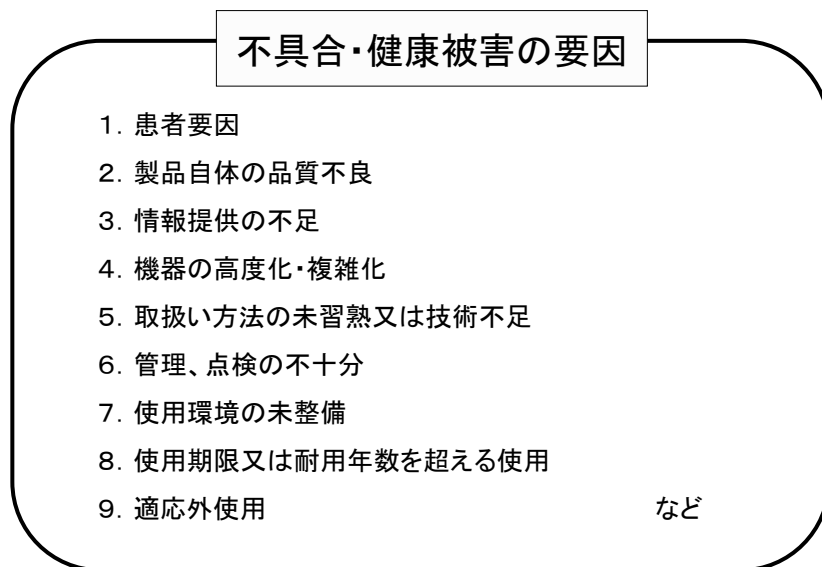 不具合・健康被害の要因
１．患者要因
２．製品自体の品質不良
３．情報提供の不足
４．機器の高度化・複雑化
５．取扱い方法の未習熟又は技術不足
６．管理、点検の不十分
７．使用環境の未整備
８．使用期限又は耐用年数を超える使用
９．適応外使用　など